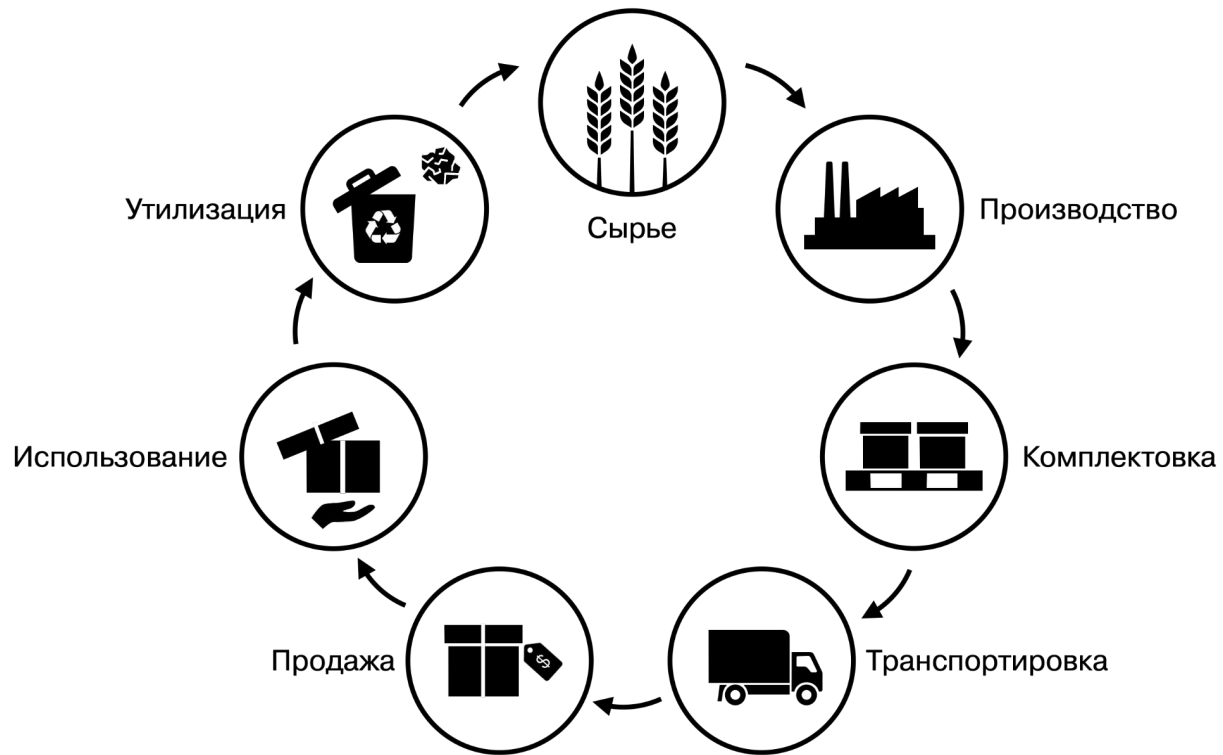 Сырье
Производство
Комплектовка
Транспортировка
Продажа
Использование
Утилизация
$